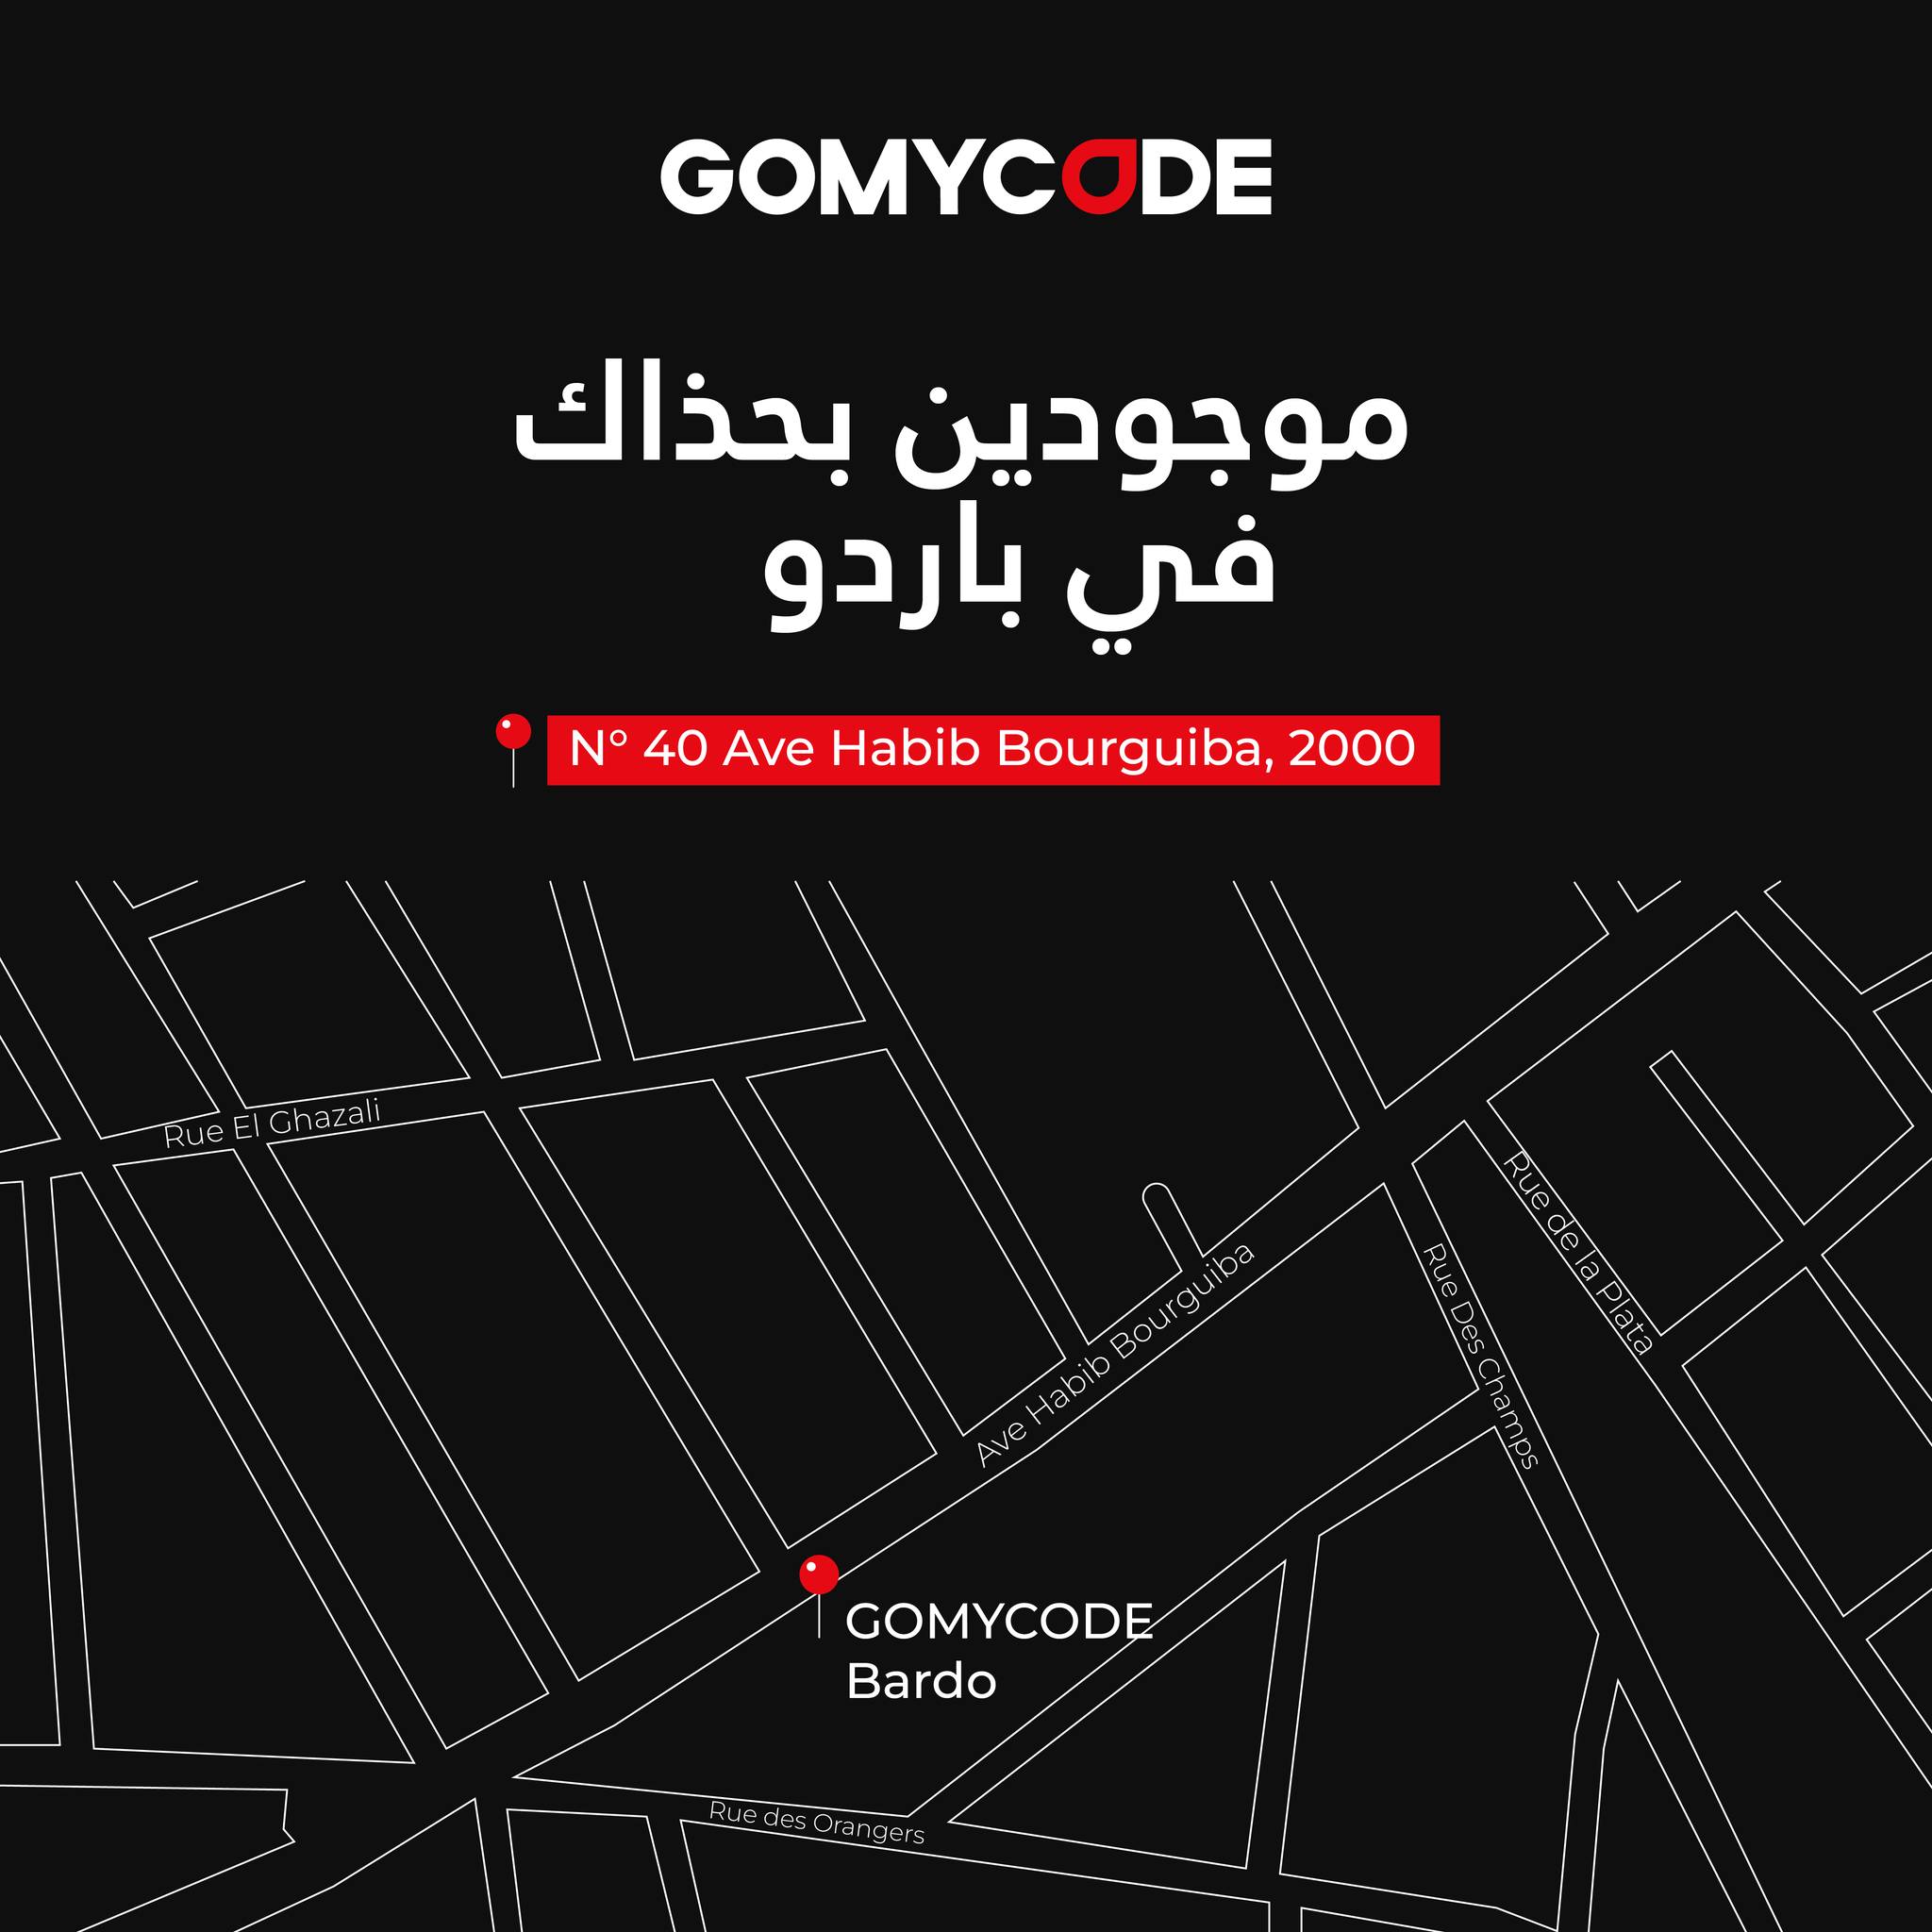 GOMYCODE
موجودين بحذاك
في باردو
N° 40 Ave Habib Bourguiba, 2000
Rue El Ghazali
Rue de la Plata
Rue Des Champs
Ave Habib Bourguiba
GOMYCODE
Bardo
Rue des Orangers